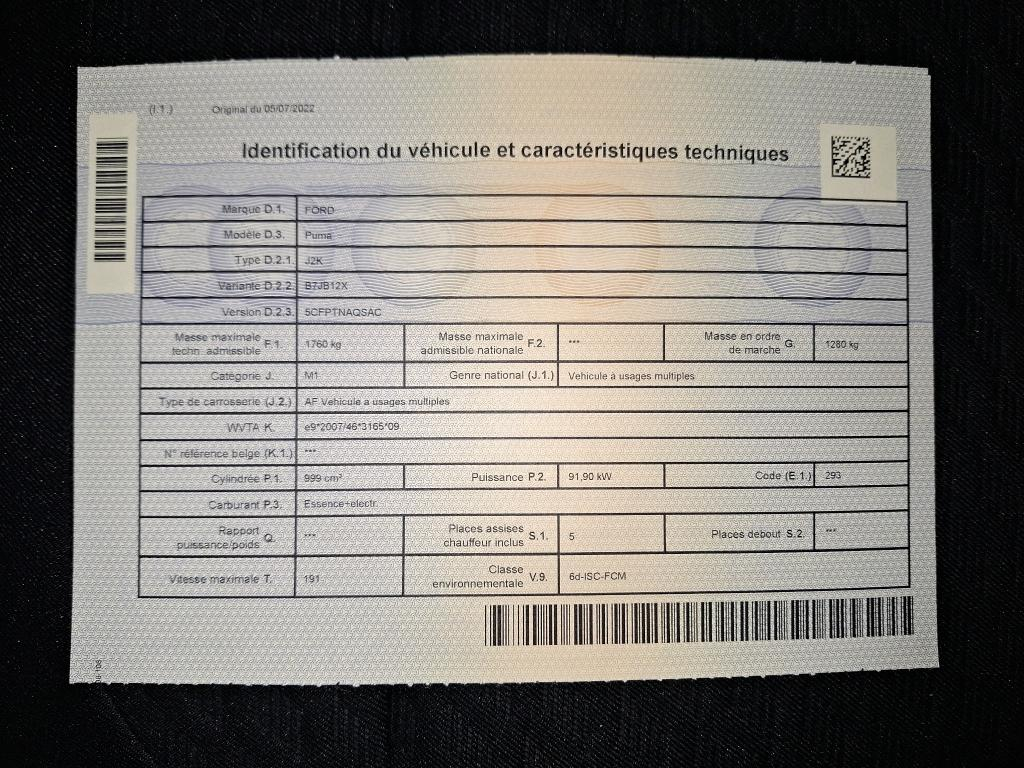 (I.1.) Original du 05/07/2022
Identification du véhicule et caractéristiques techniques
Marque D.1. FORD
Modèle D.3. Puma
Type D.2.1. J2K
Variante D.2.2. B7JB12X
Version D.2.3. 5CFPTNAQSAC
Masse maximale techn. admissible F.1. 1760 kg Masse maximale admissible nationale F.2. *** Masse en ordre de marche G. 1280 kg
Catégorie J. M1 Genre national (J.1.) Vehicule à usages multiples
Type de carrosserie (J.2.) AF Vehicule a usages multiples
WVTA K. e9*2007/46*3165*09
N° référence belge (K.1.) ***
Cylindrée P.1. 999 cm³ Puissance P.2. 91,90 kW Code (E.1.) 293
Carburant P.3. Essence+electr.
Rapport puissance/poids Q. *** Places assises chauffeur inclus S.1. 5 Places debout S.2. ***
Vitesse maximale T. 191 Classe environnementale V.9. 6d-ISC-FCM